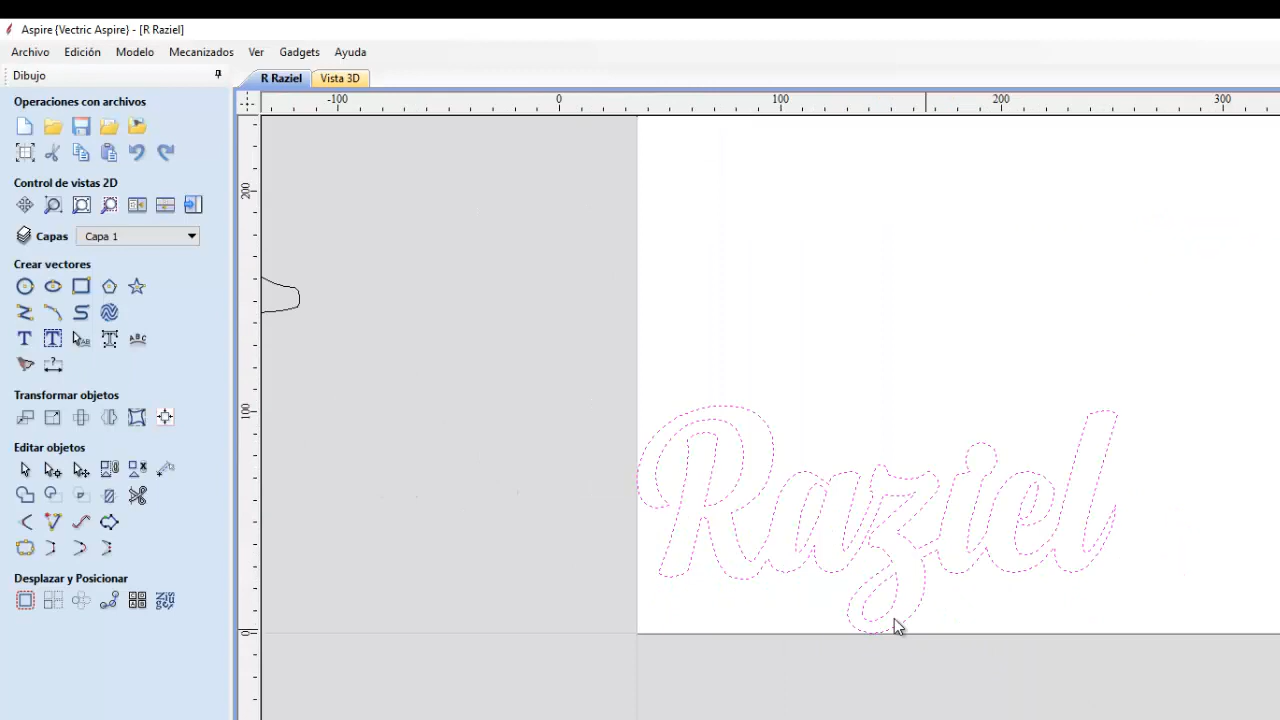 Aspire {Vectric Aspire} - [R Raziel]
Archivo Edición Modelo Mecanizados Ver Gadgets Ayuda
Dibujo
R Raziel Vista 3D
-100 0 100 200 300
Operaciones con archivos
Control de vistas 2D
200
Capas Capa 1
Crear vectores
Transformar objetos
100
Editar objetos
Raziel
Desplazar y Posicionar
0